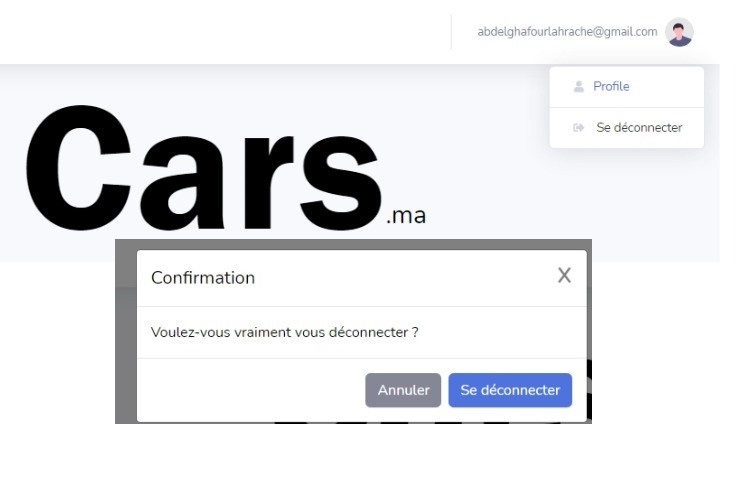 abdelghafourlahrache@gmail.com
Profile
Se déconnecter
Cars.ma
Confirmation
X
Voulez-vous vraiment vous déconnecter ?
Annuler
Se déconnecter